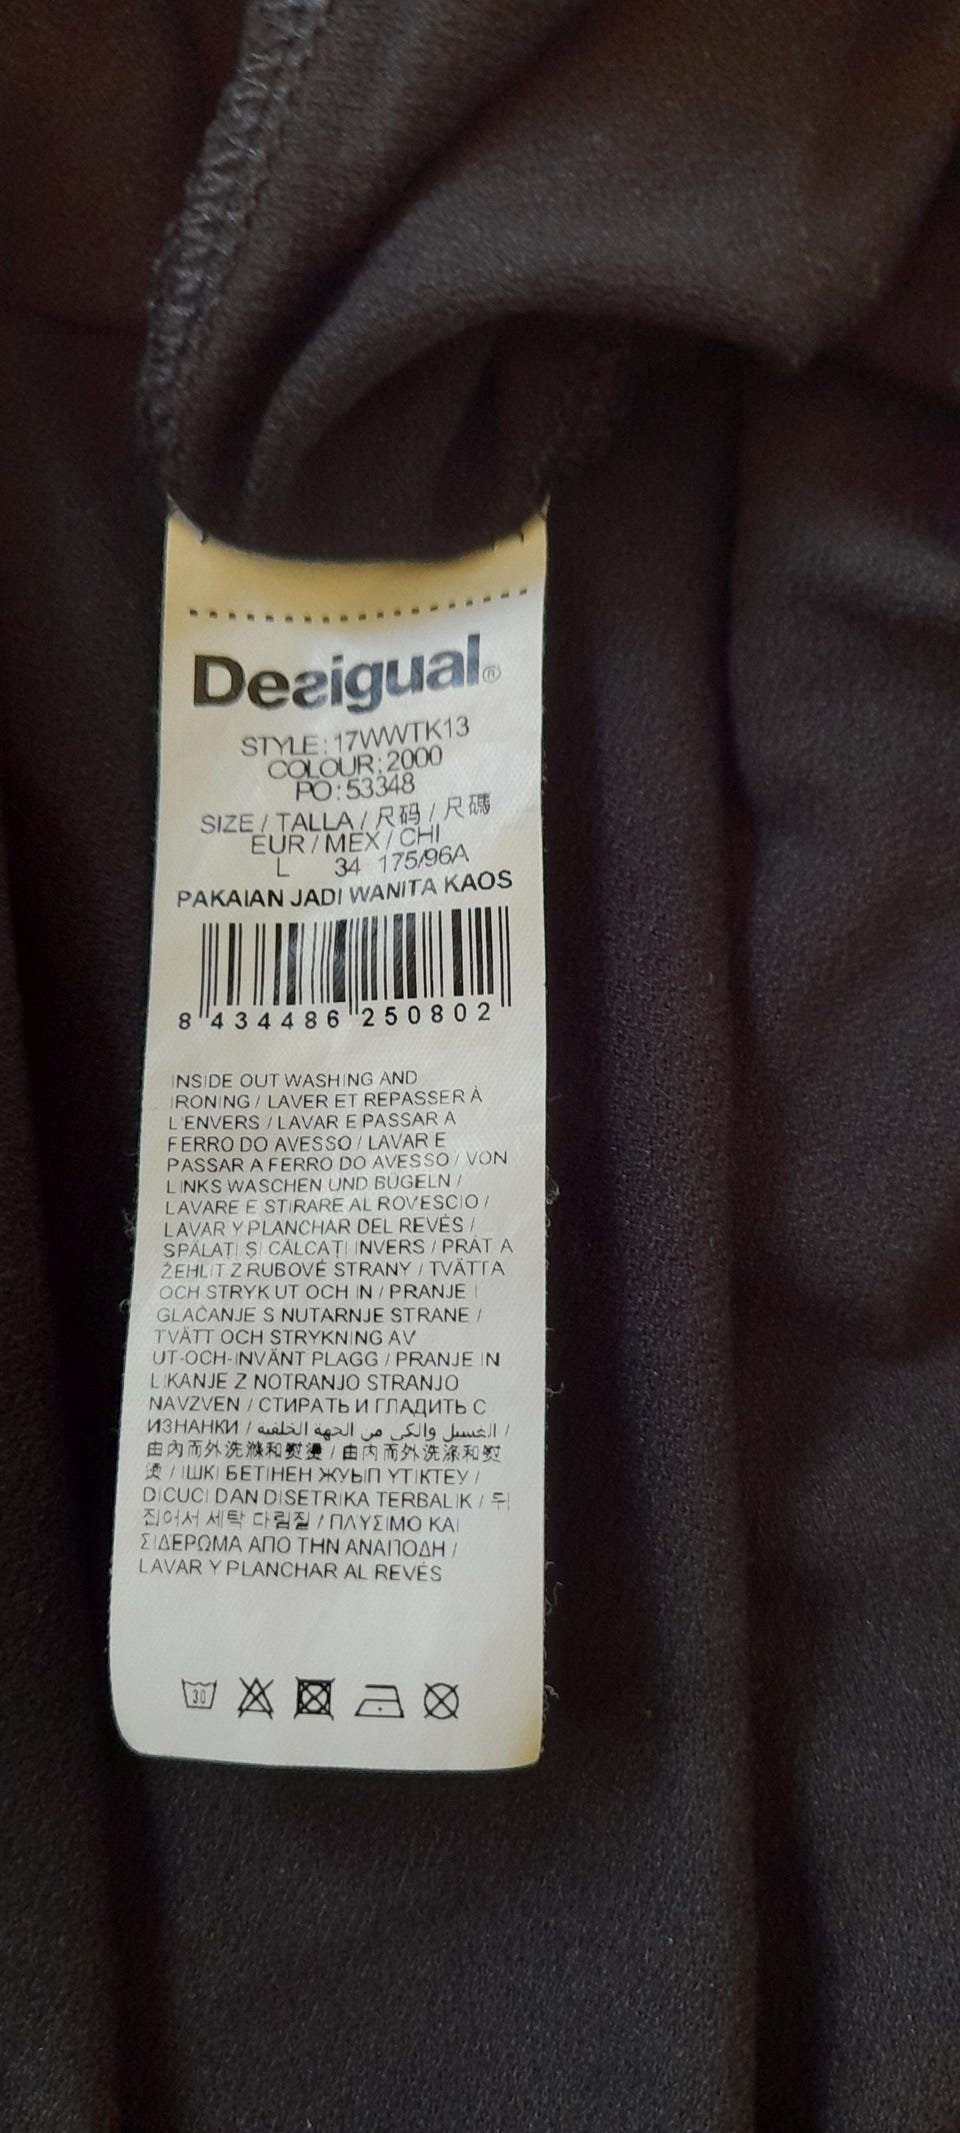 Desigual®
STYLE:17WWTK13
COLOUR:2000
PO:53348
SIZE / TALLA / 尺码 / 尺碼
EUR / MEX / CHI
L 34 175/96A
PAKAIAN JADI WANITA KAOS
8 434486 250802
INSIDE OUT WASHING AND
IRONING / LAVER ET REPASSER À
L'ENVERS / LAVAR E PASSAR A
FERRO DO AVESSO / LAVAR E
PASSAR A FERRO DO AVESSO / VON
LINKS WASCHEN UND BÜGELN /
LAVARE E STIRARE AL ROVESCIO /
LAVAR Y PLANCHAR DEL REVÉS /
SPĂLAŢI ŞI CĂLCAŢI INVERS / PRÁT A
ŽEHLIT Z RUBOVÉ STRANY / TVÄTTA
OCH STRYK UT OCH IN / PRANJE I
GLAČANJE S NUTARNJE STRANE /
TVÄTT OCH STRYKNING AV
UT-OCH-INVÄNT PLAGG / PRANJE IN
LIKANJE Z NOTRANJO STRANJO
NAVZVEN / СТИРАТЬ И ГЛАДИТЬ С
ИЗНАНКИ / الغسيل والكي من الجهة الخلفية /
由內而外洗滌和熨燙 / 由内而外洗涤和熨
烫 / ІШКІ БЕТІНЕН ЖУЫП ҮТІКТЕУ /
DICUCI DAN DISETRIKA TERBALIK / 뒤
집어서 세탁 다림질 / ΠΛΥΣΙΜΟ ΚΑΙ
ΣΙΔΕΡΩΜΑ ΑΠΟ ΤΗΝ ΑΝΑΠΟΔΗ /
LAVAR Y PLANCHAR AL REVÉS
30